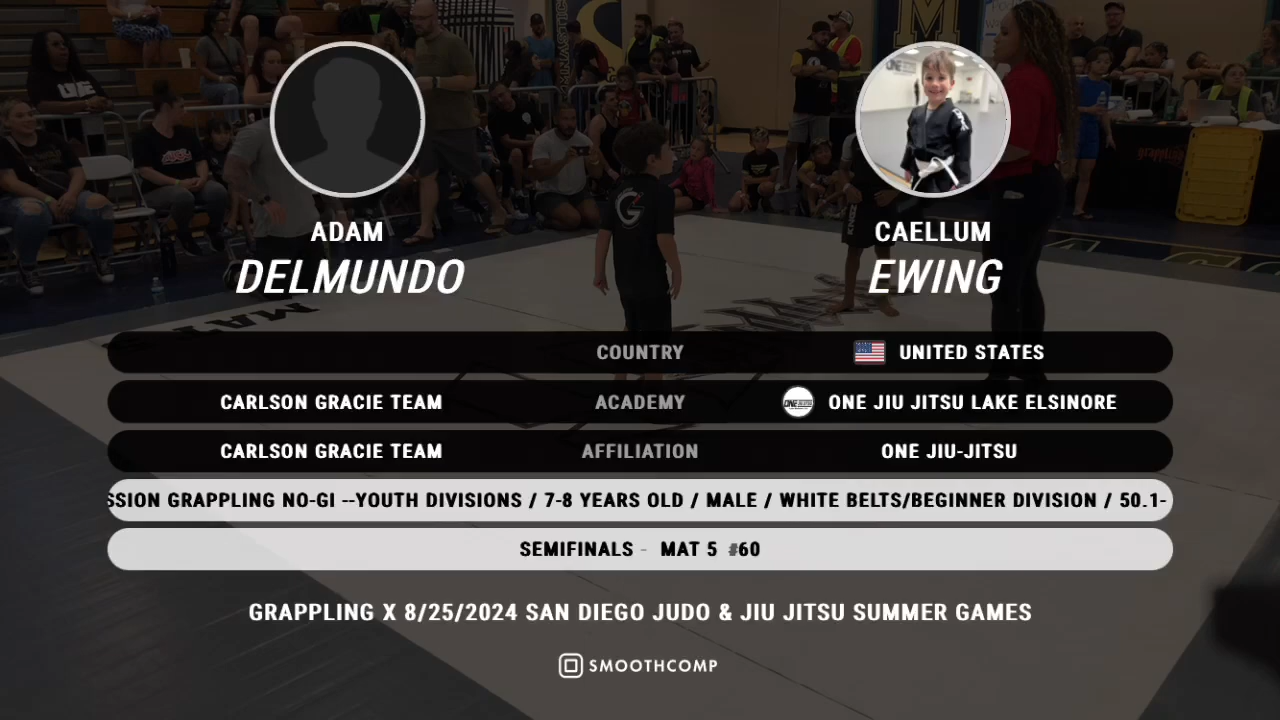 ADAM
DELMUNDO
CAELLUM
EWING
COUNTRY
UNITED STATES
CARLSON GRACIE TEAM
ACADEMY
ONE JIU JITSU LAKE ELSINORE
CARLSON GRACIE TEAM
AFFILIATION
ONE JIU-JITSU
SSION GRAPPLING NO-GI --YOUTH DIVISIONS / 7-8 YEARS OLD / MALE / WHITE BELTS/BEGINNER DIVISION / 50.1-
SEMIFINALS - MAT 5 #60
GRAPPLING X 8/25/2024 SAN DIEGO JUDO & JIU JITSU SUMMER GAMES
SMOOTHCOMP